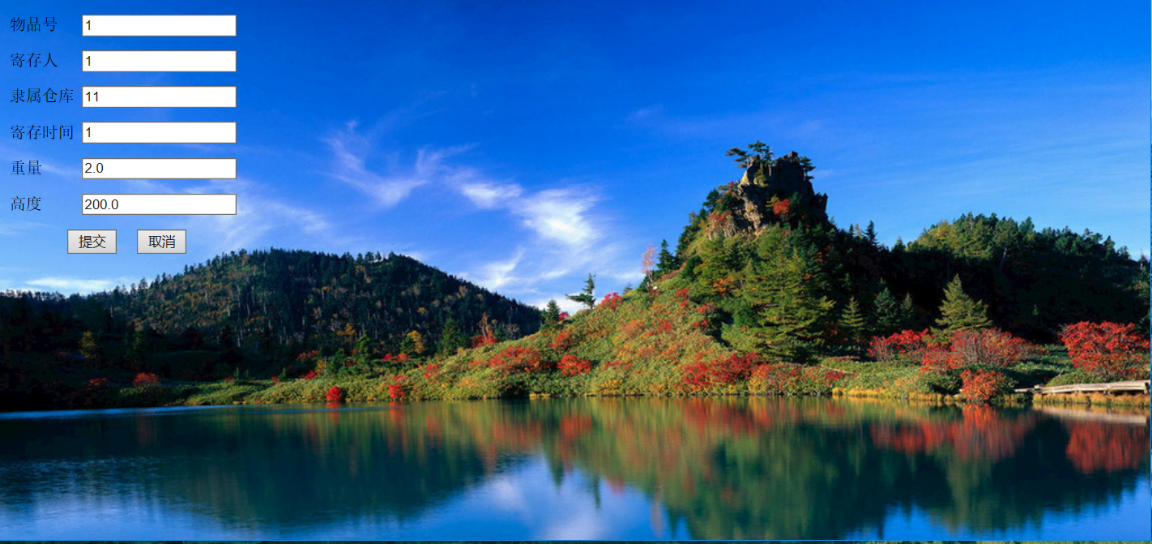 物品号 1
寄存人 1
隶属仓库 11
寄存时间 1
重量 2.0
高度 200.0
提交 取消